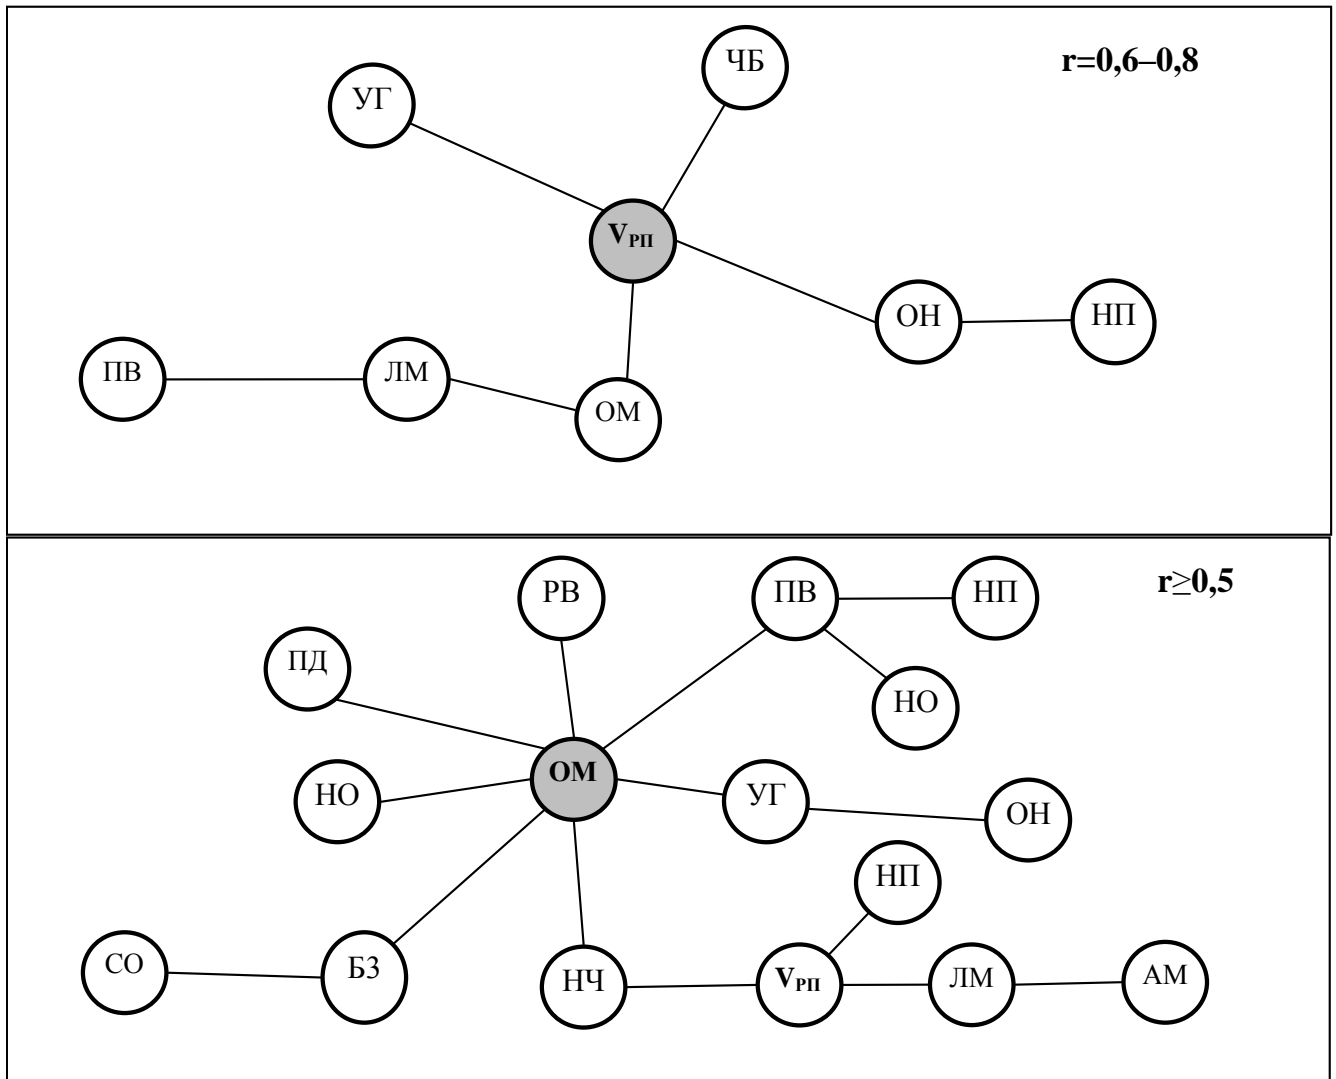 ЧБ
r=0,6–0,8
УГ
VРП
ОН
НП
ПВ
ЛМ
ОМ
РВ
ПВ
НП
r≥0,5
ПД
НО
ОМ
НО
УГ
ОН
НП
СО
БЗ
НЧ
VРП
ЛМ
АМ